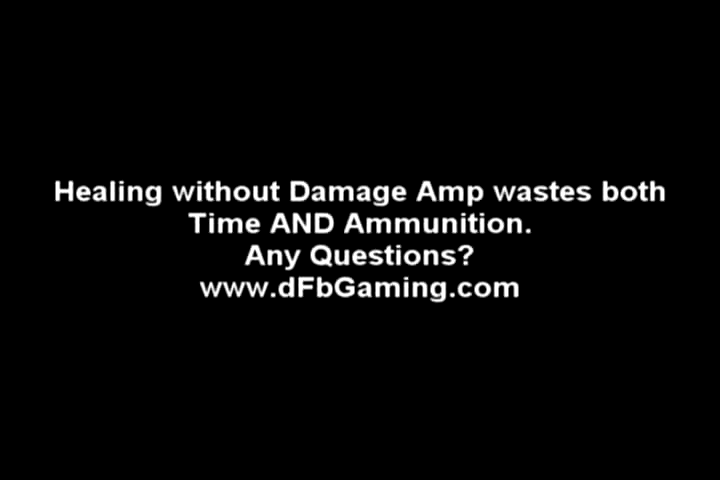 Healing without Damage Amp wastes both
Time AND Ammunition.
Any Questions?
www.dFbGaming.com